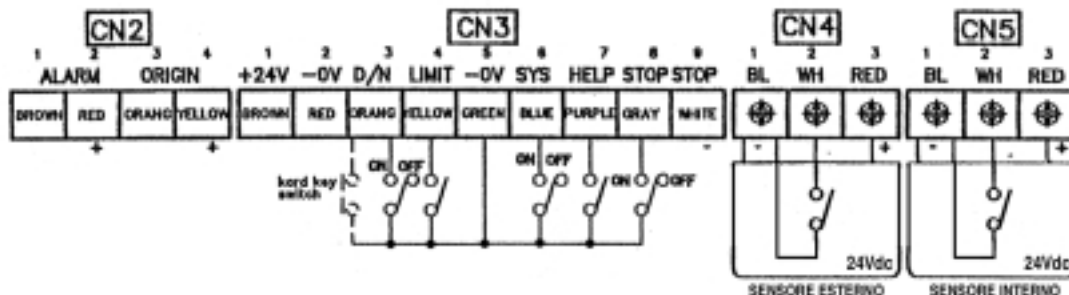 CN2 CN3 CN4 CN5
1 2 3 4 1 2 3 4 5 6 7 8 9 1 2 3 1 2 3
ALARM ORIGIN +24V -0V D/N LIMIT -0V SYS HELP STOP STOP BL WH RED BL WH RED
BROWN RED ORANG YELLOW BROWN RED ORANG YELLOW GREEN BLUE PURPLE GRAY WHITE
+ + - - + - +
ON OFF ON OFF
kord key
switch
ON OFF
24Vdc 24Vdc
SENSORE ESTERNO SENSORE INTERNO